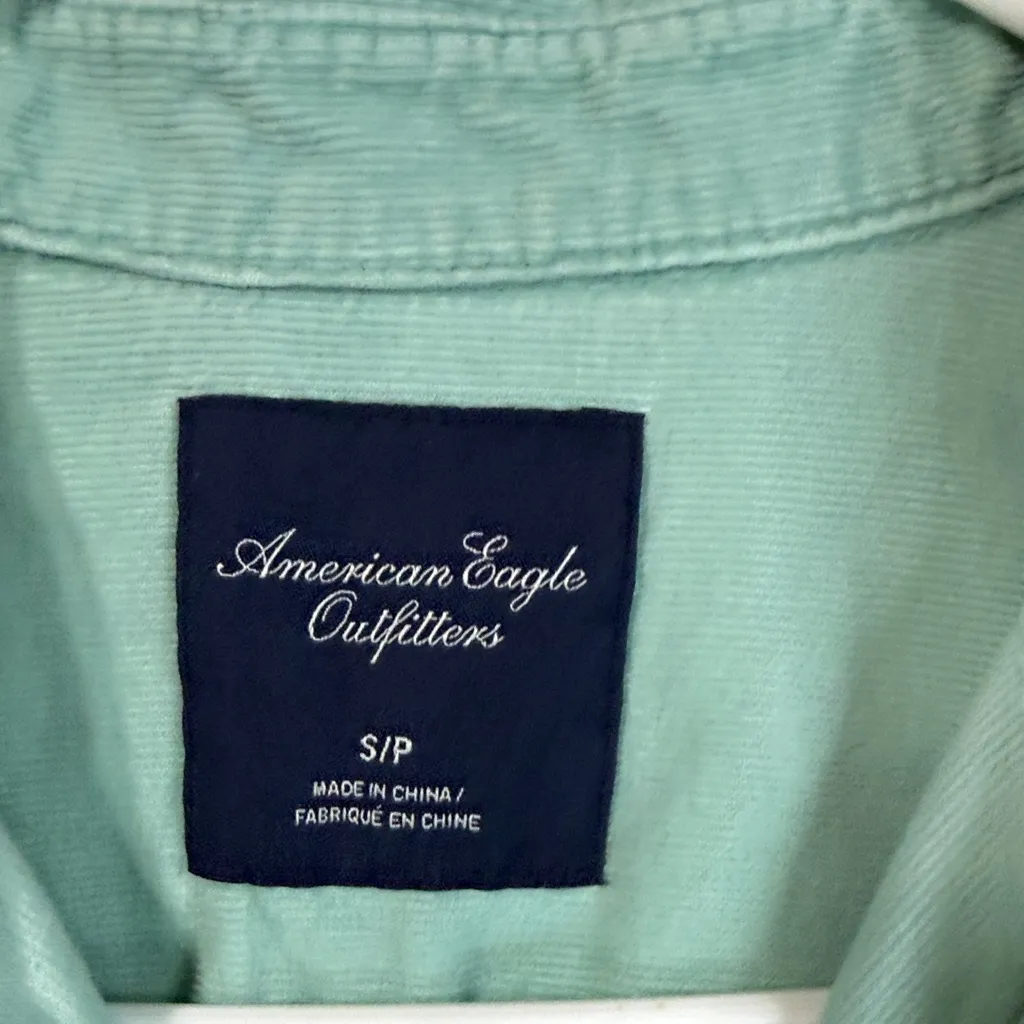 American Eagle
Outfitters
S/P
MADE IN CHINA /
FABRIQUÉ EN CHINE